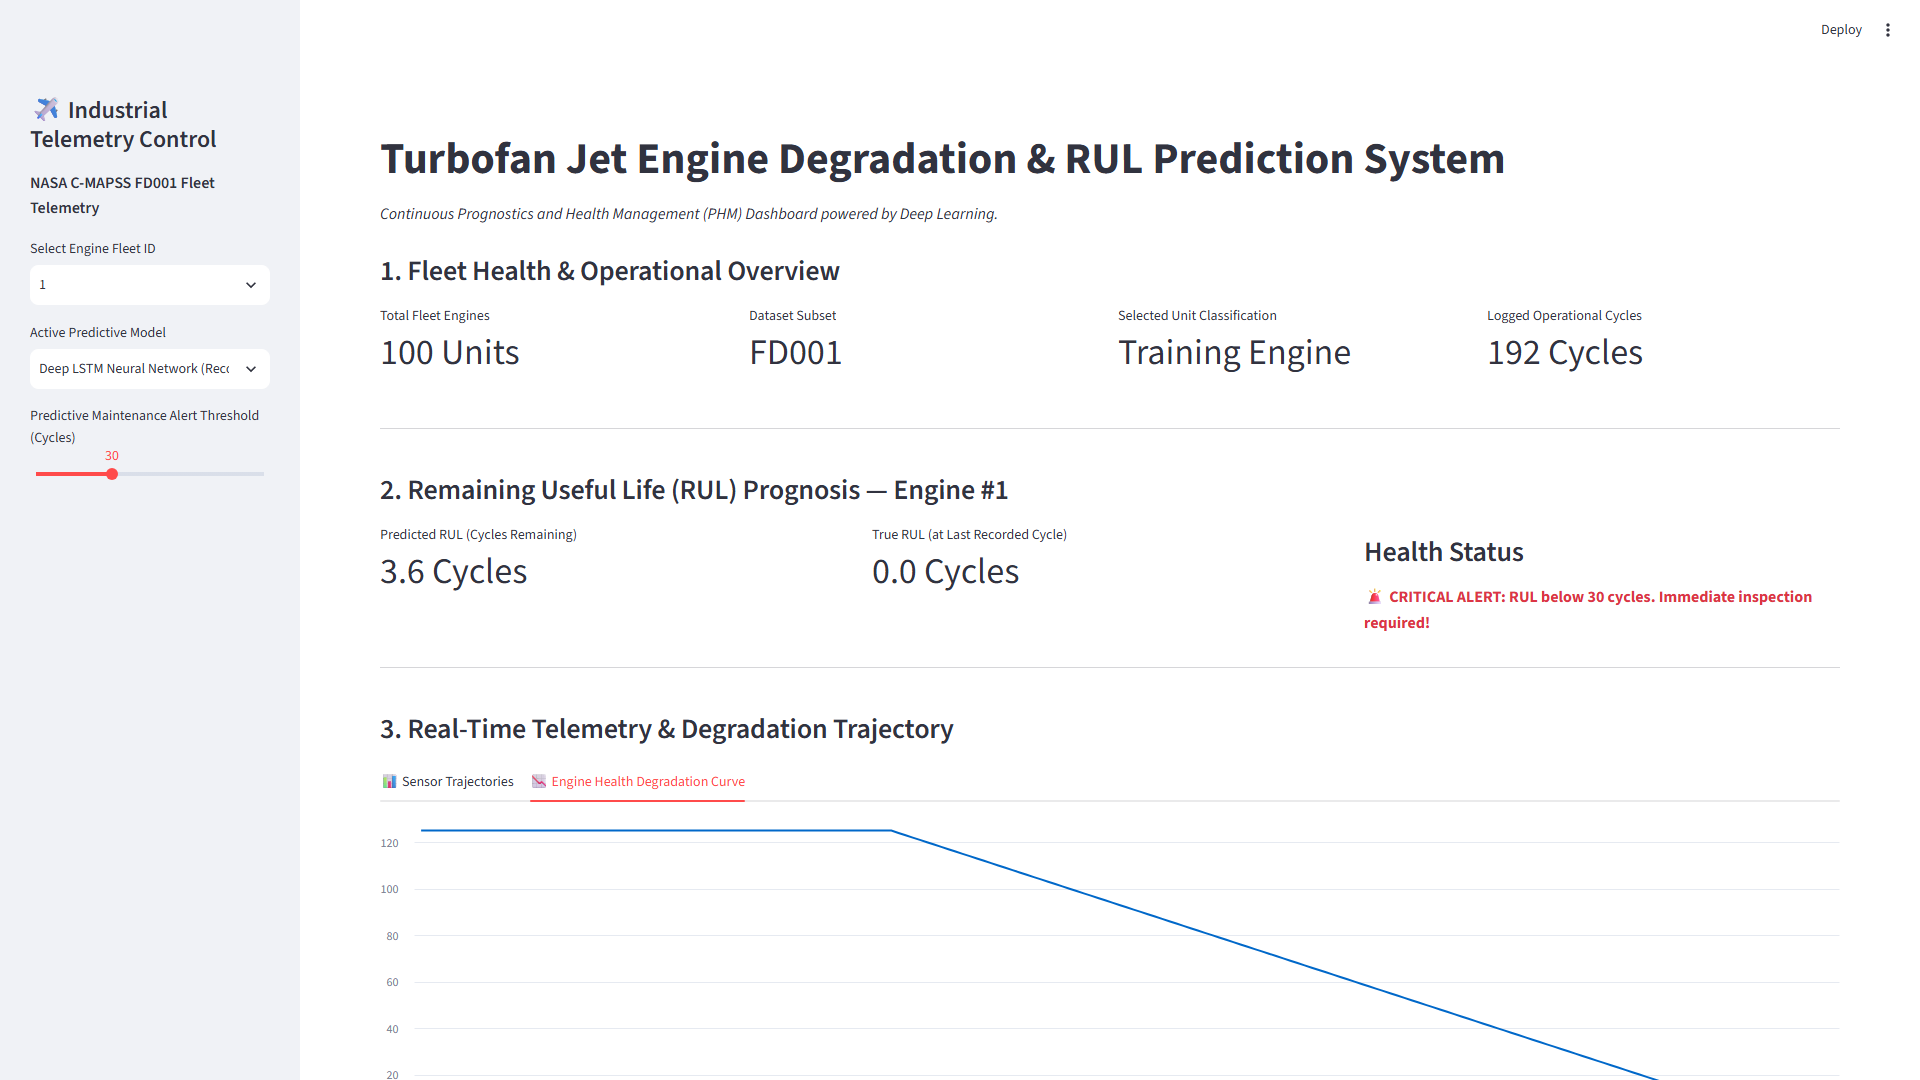 Deploy
Industrial
Telemetry Control
NASA C-MAPSS FD001 Fleet
Telemetry
Select Engine Fleet ID
1
Active Predictive Model
Deep LSTM Neural Network (Rec
Predictive Maintenance Alert Threshold
(Cycles)
30
Turbofan Jet Engine Degradation & RUL Prediction System
Continuous Prognostics and Health Management (PHM) Dashboard powered by Deep Learning.
1. Fleet Health & Operational Overview
Total Fleet Engines
100 Units
Dataset Subset
FD001
Selected Unit Classification
Training Engine
Logged Operational Cycles
192 Cycles
2. Remaining Useful Life (RUL) Prognosis — Engine #1
Predicted RUL (Cycles Remaining)
3.6 Cycles
True RUL (at Last Recorded Cycle)
0.0 Cycles
Health Status
CRITICAL ALERT: RUL below 30 cycles. Immediate inspection
required!
3. Real-Time Telemetry & Degradation Trajectory
Sensor Trajectories
Engine Health Degradation Curve
120
100
80
60
40
20